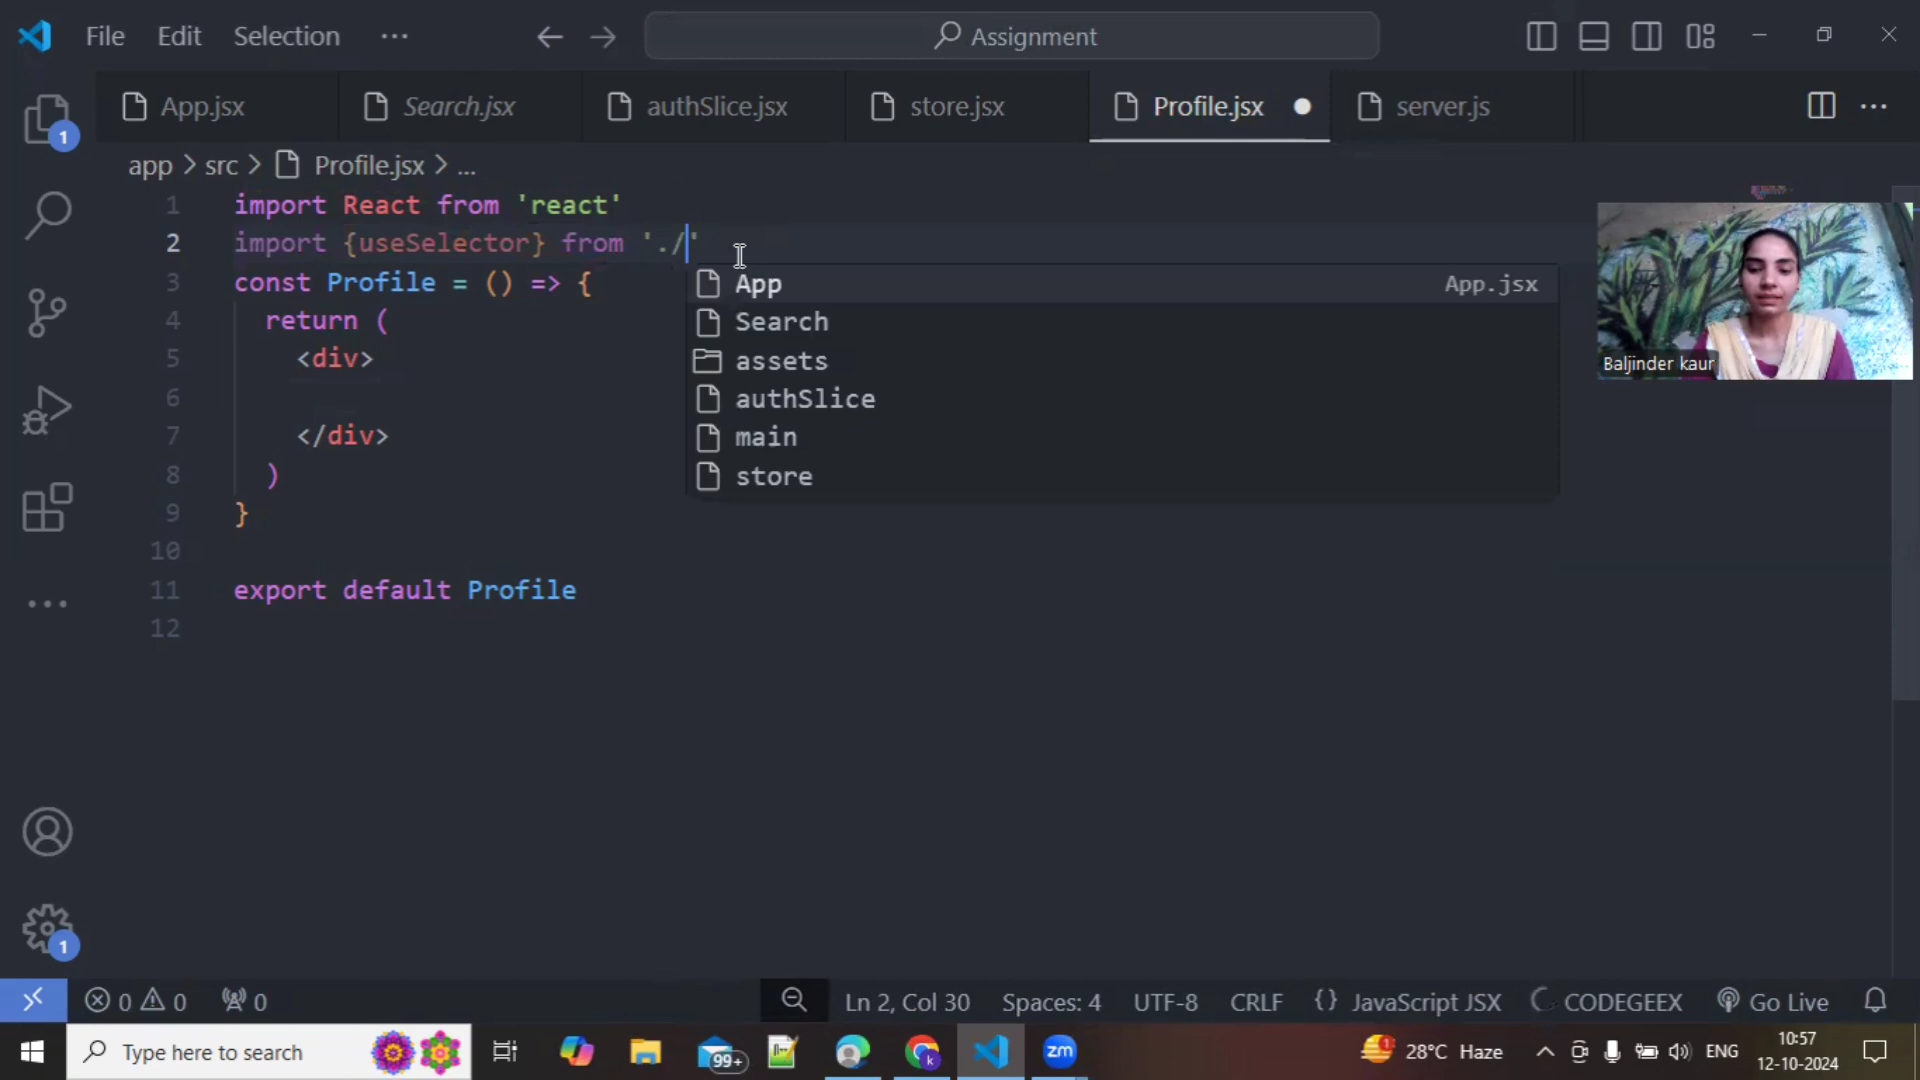 File Edit Selection ...
Assignment
App.jsx Search.jsx authSlice.jsx store.jsx Profile.jsx server.js
1
app > src > Profile.jsx > ...
1 import React from 'react'
2 import {useSelector} from './'
3 const Profile = () => {
4 return (
5 <div>
6
7 </div>
8 )
9 }
10
11 export default Profile
12
App App.jsx
Search
assets
authSlice
main
store
Baljinder kaur
1
0 0 0
Ln 2, Col 30 Spaces: 4 UTF-8 CRLF {} JavaScript JSX CODEGEEX Go Live
Type here to search
99+
zm
k
1
28°C Haze
ENG
10:57
12-10-2024